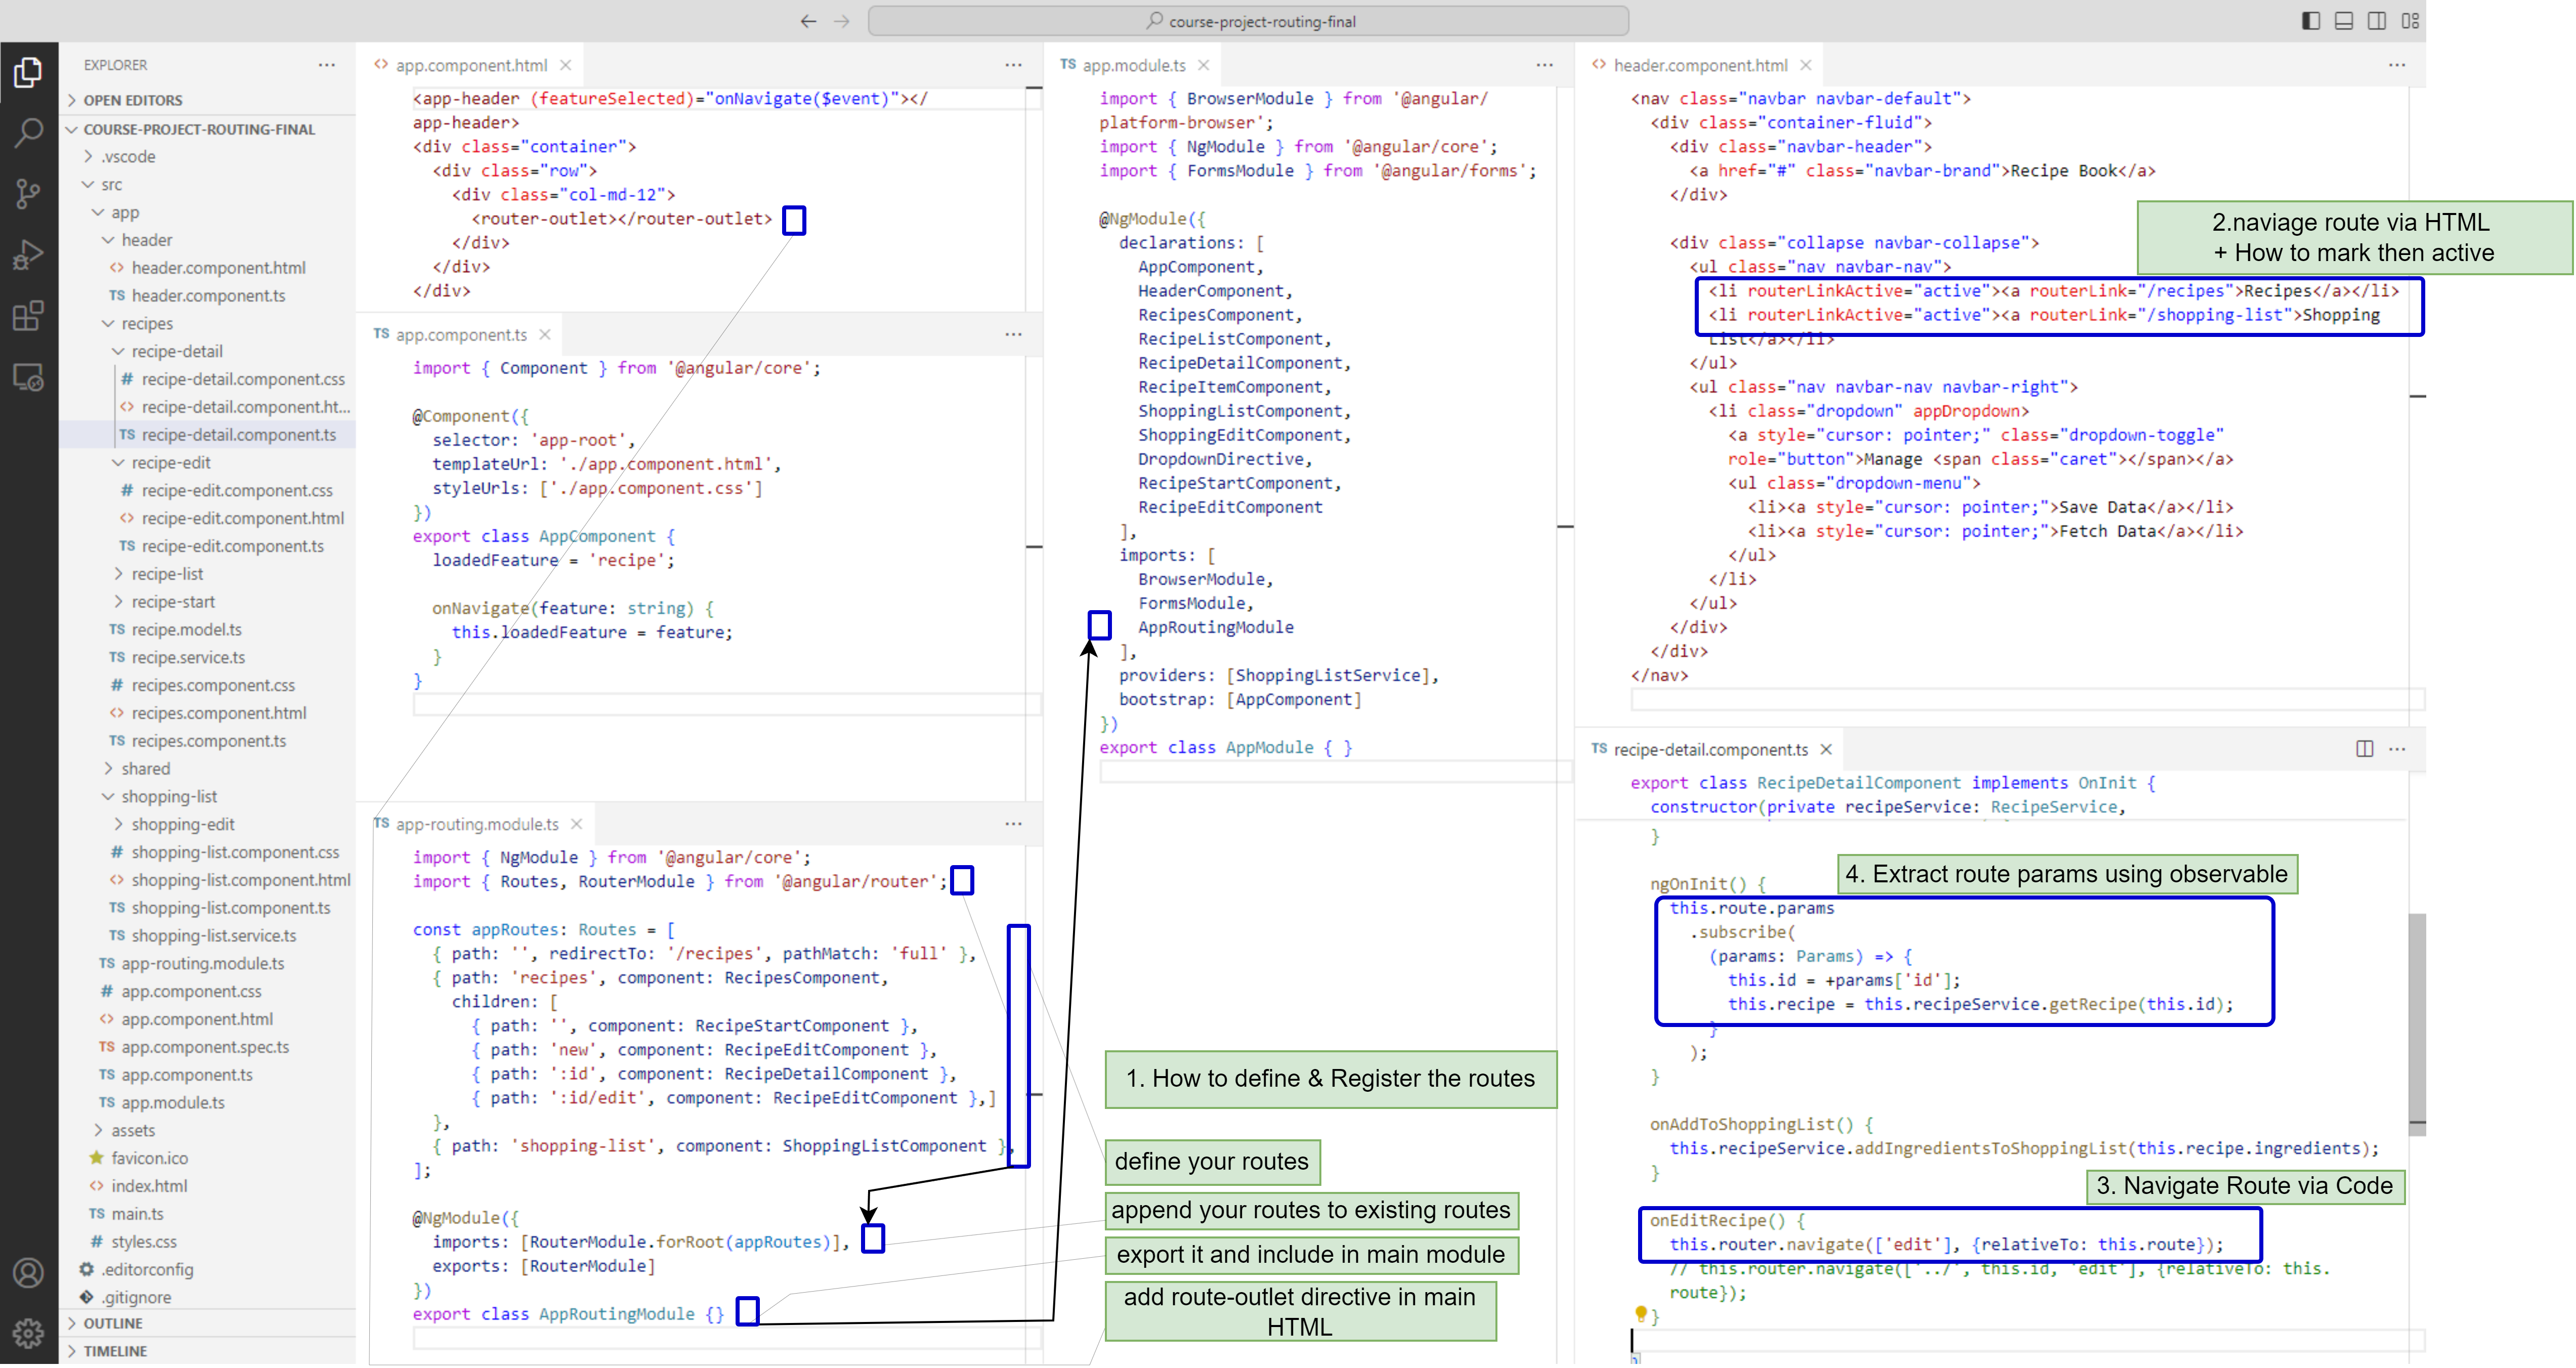 course-project-routing-final
EXPLORER
OPEN EDITORS
COURSE-PROJECT-ROUTING-FINAL
.vscode
src
app
header
<> header.component.html
TS header.component.ts
recipes
recipe-detail
# recipe-detail.component.css
<> recipe-detail.component.ht...
TS recipe-detail.component.ts
recipe-edit
# recipe-edit.component.css
<> recipe-edit.component.html
TS recipe-edit.component.ts
recipe-list
recipe-start
TS recipe.model.ts
TS recipe.service.ts
# recipes.component.css
<> recipes.component.html
TS recipes.component.ts
shared
shopping-list
shopping-edit
# shopping-list.component.css
<> shopping-list.component.html
TS shopping-list.component.ts
TS shopping-list.service.ts
TS app-routing.module.ts
# app.component.css
<> app.component.html
TS app.component.spec.ts
TS app.component.ts
TS app.module.ts
assets
favicon.ico
<> index.html
TS main.ts
# styles.css
.editorconfig
.gitignore
OUTLINE
TIMELINE
<> app.component.html
<app-header (featureSelected)="onNavigate($event)"></
app-header>
<div class="container">
<div class="row">
<div class="col-md-12">
<router-outlet></router-outlet>
</div>
</div>
</div>
TS app.component.ts
import { Component } from '@angular/core';
@Component({
selector: 'app-root',
templateUrl: './app.component.html',
styleUrls: ['./app.component.css']
})
export class AppComponent {
loadedFeature = 'recipe';
onNavigate(feature: string) {
this.loadedFeature = feature;
}
}
TS app-routing.module.ts
import { NgModule } from '@angular/core';
import { Routes, RouterModule } from '@angular/router';
const appRoutes: Routes = [
{ path: '', redirectTo: '/recipes', pathMatch: 'full' },
{ path: 'recipes', component: RecipesComponent,
children: [
{ path: '', component: RecipeStartComponent },
{ path: 'new', component: RecipeEditComponent },
{ path: ':id', component: RecipeDetailComponent },
{ path: ':id/edit', component: RecipeEditComponent },]
},
{ path: 'shopping-list', component: ShoppingListComponent },
];
@NgModule({
imports: [RouterModule.forRoot(appRoutes)],
exports: [RouterModule]
})
export class AppRoutingModule {}
TS app.module.ts
import { BrowserModule } from '@angular/
platform-browser';
import { NgModule } from '@angular/core';
import { FormsModule } from '@angular/forms';
@NgModule({
declarations: [
AppComponent,
HeaderComponent,
RecipesComponent,
RecipeListComponent,
RecipeDetailComponent,
RecipeItemComponent,
ShoppingListComponent,
ShoppingEditComponent,
DropdownDirective,
RecipeStartComponent,
RecipeEditComponent
],
imports: [
BrowserModule,
FormsModule,
AppRoutingModule
],
providers: [ShoppingListService],
bootstrap: [AppComponent]
})
export class AppModule { }
1. How to define & Register the routes
define your routes
append your routes to existing routes
export it and include in main module
add route-outlet directive in main
HTML
<> header.component.html
<nav class="navbar navbar-default">
<div class="container-fluid">
<div class="navbar-header">
<a href="#" class="navbar-brand">Recipe Book</a>
</div>
2.naviage route via HTML
+ How to mark then active
<div class="collapse navbar-collapse">
<ul class="nav navbar-nav">
<li routerLinkActive="active"><a routerLink="/recipes">Recipes</a></li>
<li routerLinkActive="active"><a routerLink="/shopping-list">Shopping
List</a></li>
</ul>
<ul class="nav navbar-nav navbar-right">
<li class="dropdown" appDropdown>
<a style="cursor: pointer;" class="dropdown-toggle"
role="button">Manage <span class="caret"></span></a>
<ul class="dropdown-menu">
<li><a style="cursor: pointer;">Save Data</a></li>
<li><a style="cursor: pointer;">Fetch Data</a></li>
</ul>
</li>
</ul>
</div>
</div>
</nav>
TS recipe-detail.component.ts
export class RecipeDetailComponent implements OnInit {
constructor(private recipeService: RecipeService,
}
4. Extract route params using observable
ngOnInit() {
this.route.params
.subscribe(
(params: Params) => {
this.id = +params['id'];
this.recipe = this.recipeService.getRecipe(this.id);
}
);
}
onAddToShoppingList() {
this.recipeService.addIngredientsToShoppingList(this.recipe.ingredients);
}
3. Navigate Route via Code
onEditRecipe() {
this.router.navigate(['edit'], {relativeTo: this.route});
// this.router.navigate(['../', this.id, 'edit'], {relativeTo: this.
route});
}